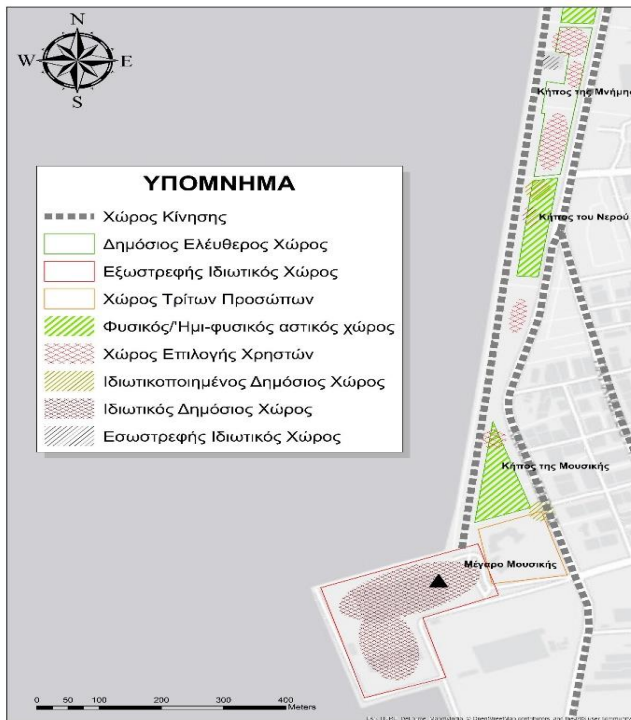 N
W E
S
ΥΠΟΜΝΗΜΑ
Χώρος Κίνησης
Δημόσιος Ελέυθερος Χώρος
Εξωστρεφής Ιδιωτικός Χώρος
Χώρος Τρίτων Προσώπων
Φυσικός/'Ημι-φυσικός αστικός χώρος
Χώρος Επιλογής Χρηστών
Ιδιωτικοποιημένος Δημόσιος Χώρος
Ιδιωτικός Δημόσιος Χώρος
Εσωστρεφής Ιδιωτικός Χώρος
Κήπος της Μνήμης
Κήπος του Νερού
Κήπος της Μουσικής
Μέγαρο Μουσικής
0 50 100 200 300 400
Meters